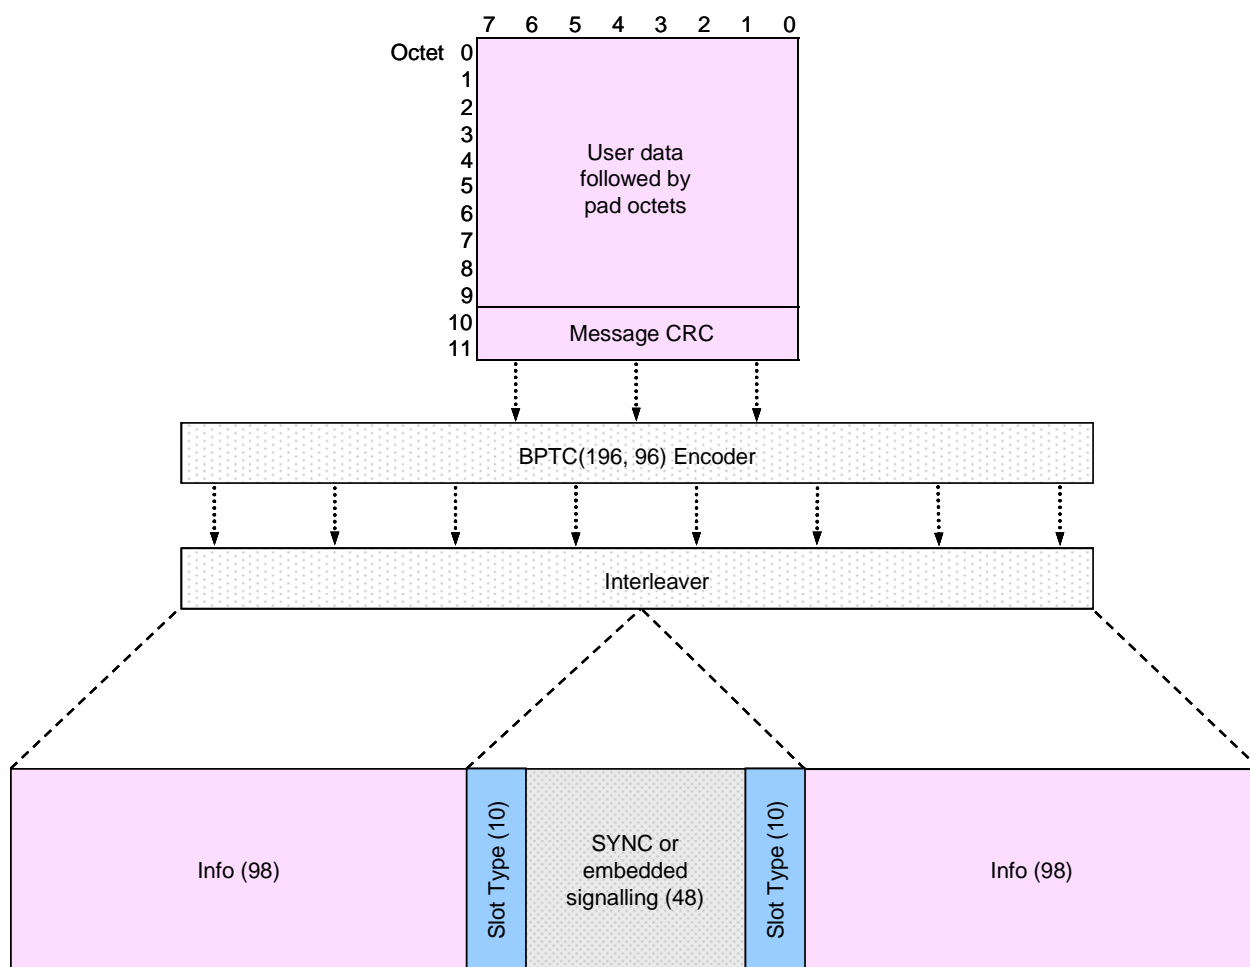 7 6 5 4 3 2 1 0
Octet 0
1
2
3
4
5
6
7
8
9
10
11
User data
followed by
pad octets
Message CRC
BPTC(196, 96) Encoder
Interleaver
Info (98)
Slot Type (10)
SYNC or
embedded
signalling (48)
Slot Type (10)
Info (98)